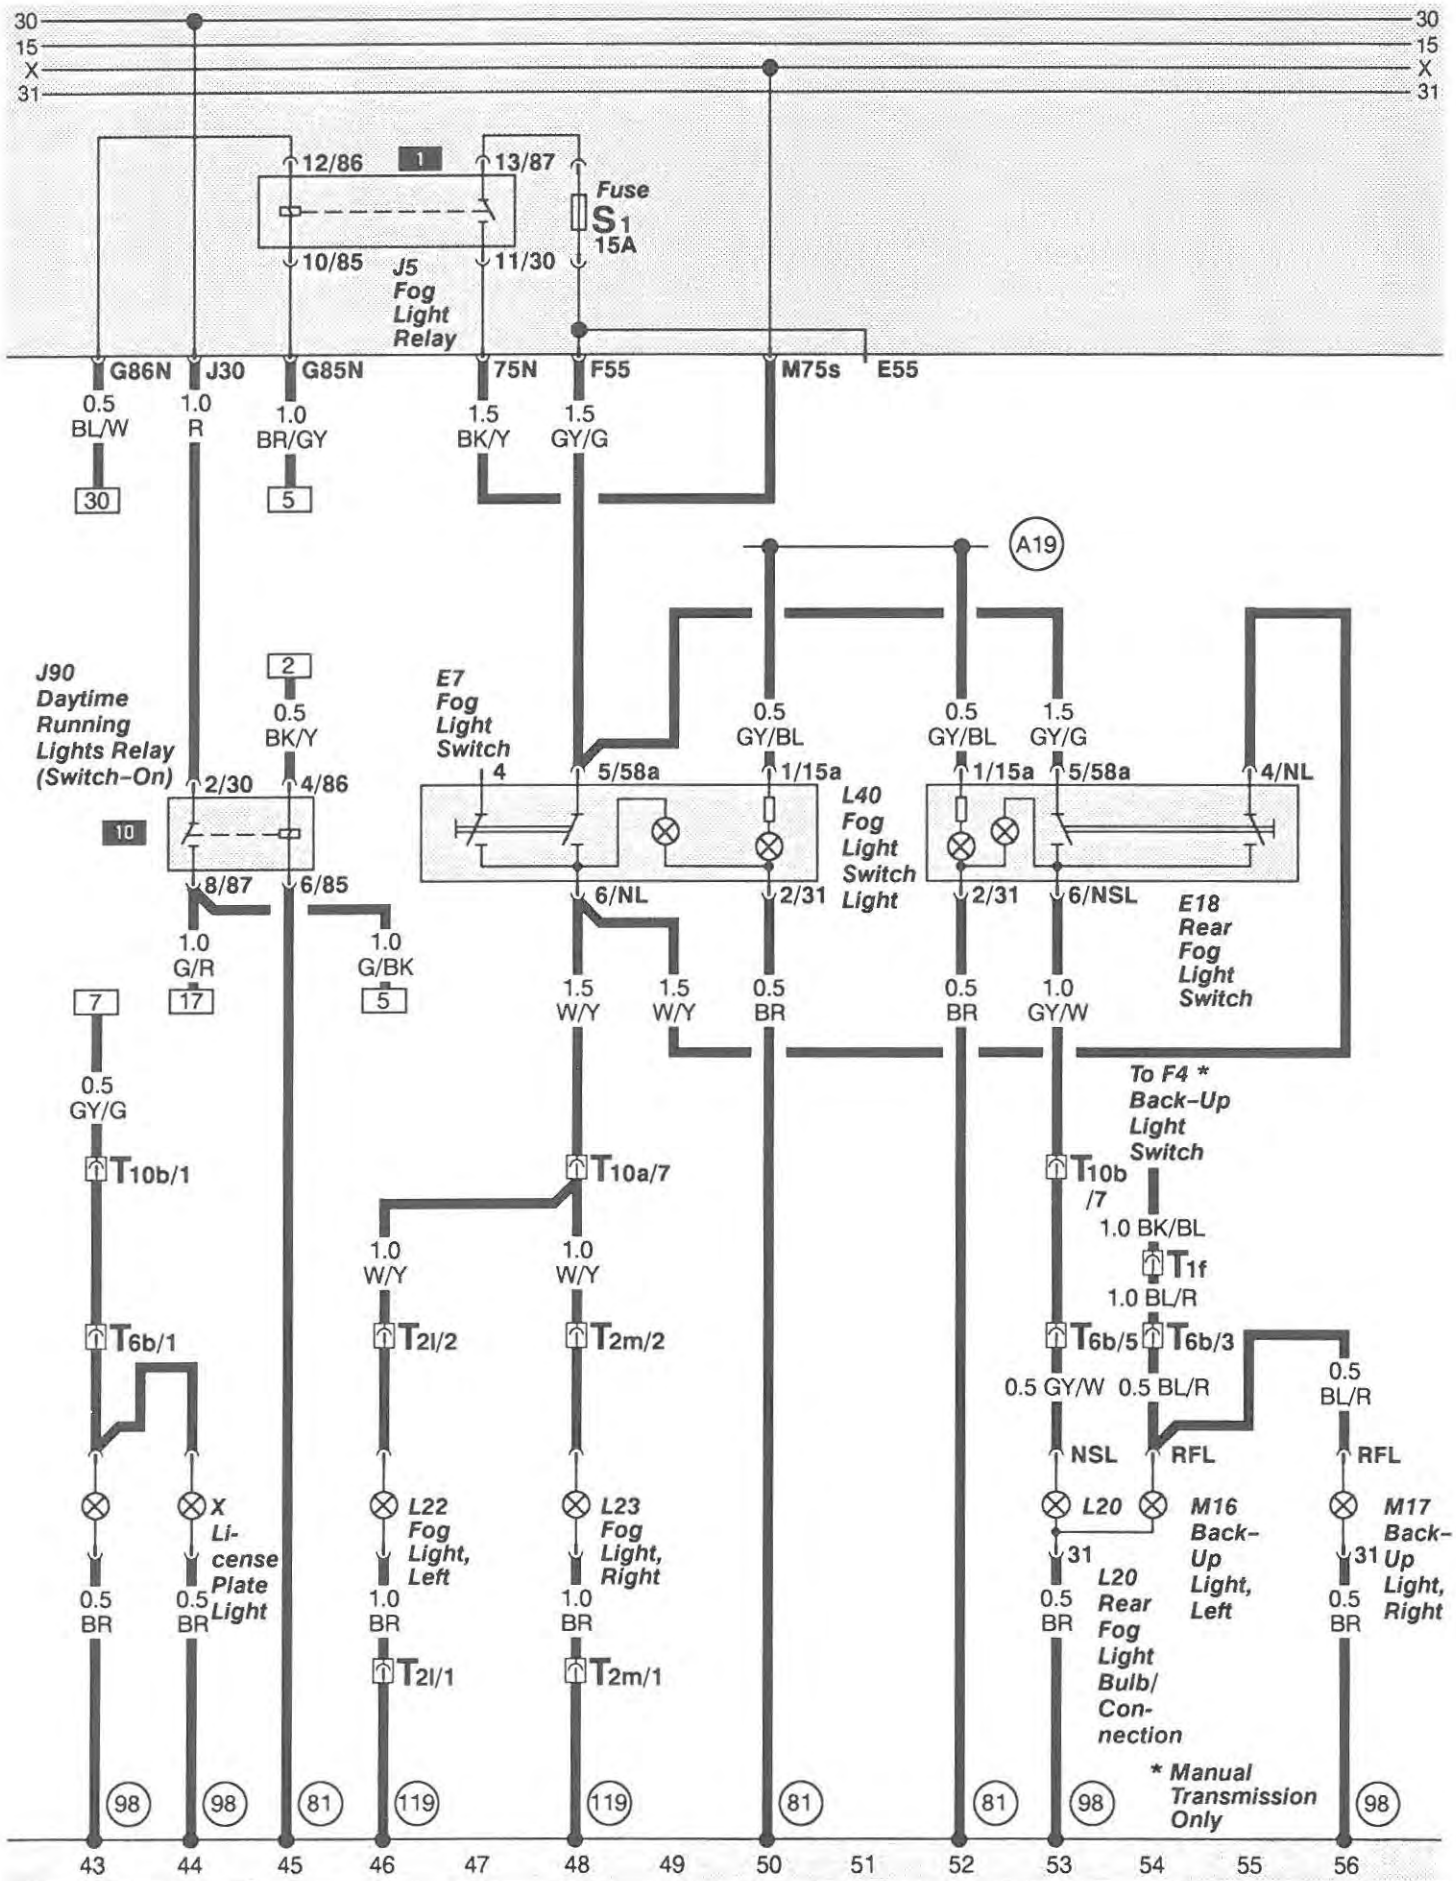 30 30
15 15
X X
31 31
12/86 1 13/87
Fuse
S1
15A
10/85 11/30
J5
Fog
Light
Relay
G86N J30 G85N 75N F55 M75s E55
0.5 1.0 1.0 1.5 1.5
BL/W R BR/GY BK/Y GY/G
30 5
A19
J90
Daytime
Running
Lights Relay
(Switch-On)
2
0.5
BK/Y
E7
Fog
Light
Switch
0.5 0.5 1.5
GY/BL GY/BL GY/G
2/30 4/86 4 5/58a 1/15a 1/15a 5/58a 4/NL
10
L40
Fog
Light
Switch
Light
8/87 6/85 6/NL 2/31 2/31 6/NSL
E18
Rear
Fog
Light
Switch
1.0 1.0
G/R G/BK
7 17 5
1.5 1.5 0.5 0.5 1.0
W/Y W/Y BR BR GY/W
0.5
GY/G
To F4 *
Back-Up
Light
Switch
T10b/1 T10a/7 T10b
/7
1.0 BK/BL
1.0 1.0
W/Y W/Y
T1f
1.0 BL/R
T6b/1 T2l/2 T2m/2 T6b/5 T6b/3
0.5 GY/W 0.5 BL/R
0.5
BL/R
NSL RFL RFL
X
Li-
cense
Plate
Light
L22
Fog
Light,
Left
L23
Fog
Light,
Right
L20
M16
Back-
Up
Light,
Left
M17
Back-
Up
Light,
Right
31 31
L20
Rear
Fog
Light
Bulb/
Con-
nection
0.5 0.5 1.0 1.0 0.5 0.5
BR BR BR BR BR BR
T2l/1 T2m/1
* Manual
Transmission
Only
98 98 81 119 119 81 81 98 98
43 44 45 46 47 48 49 50 51 52 53 54 55 56